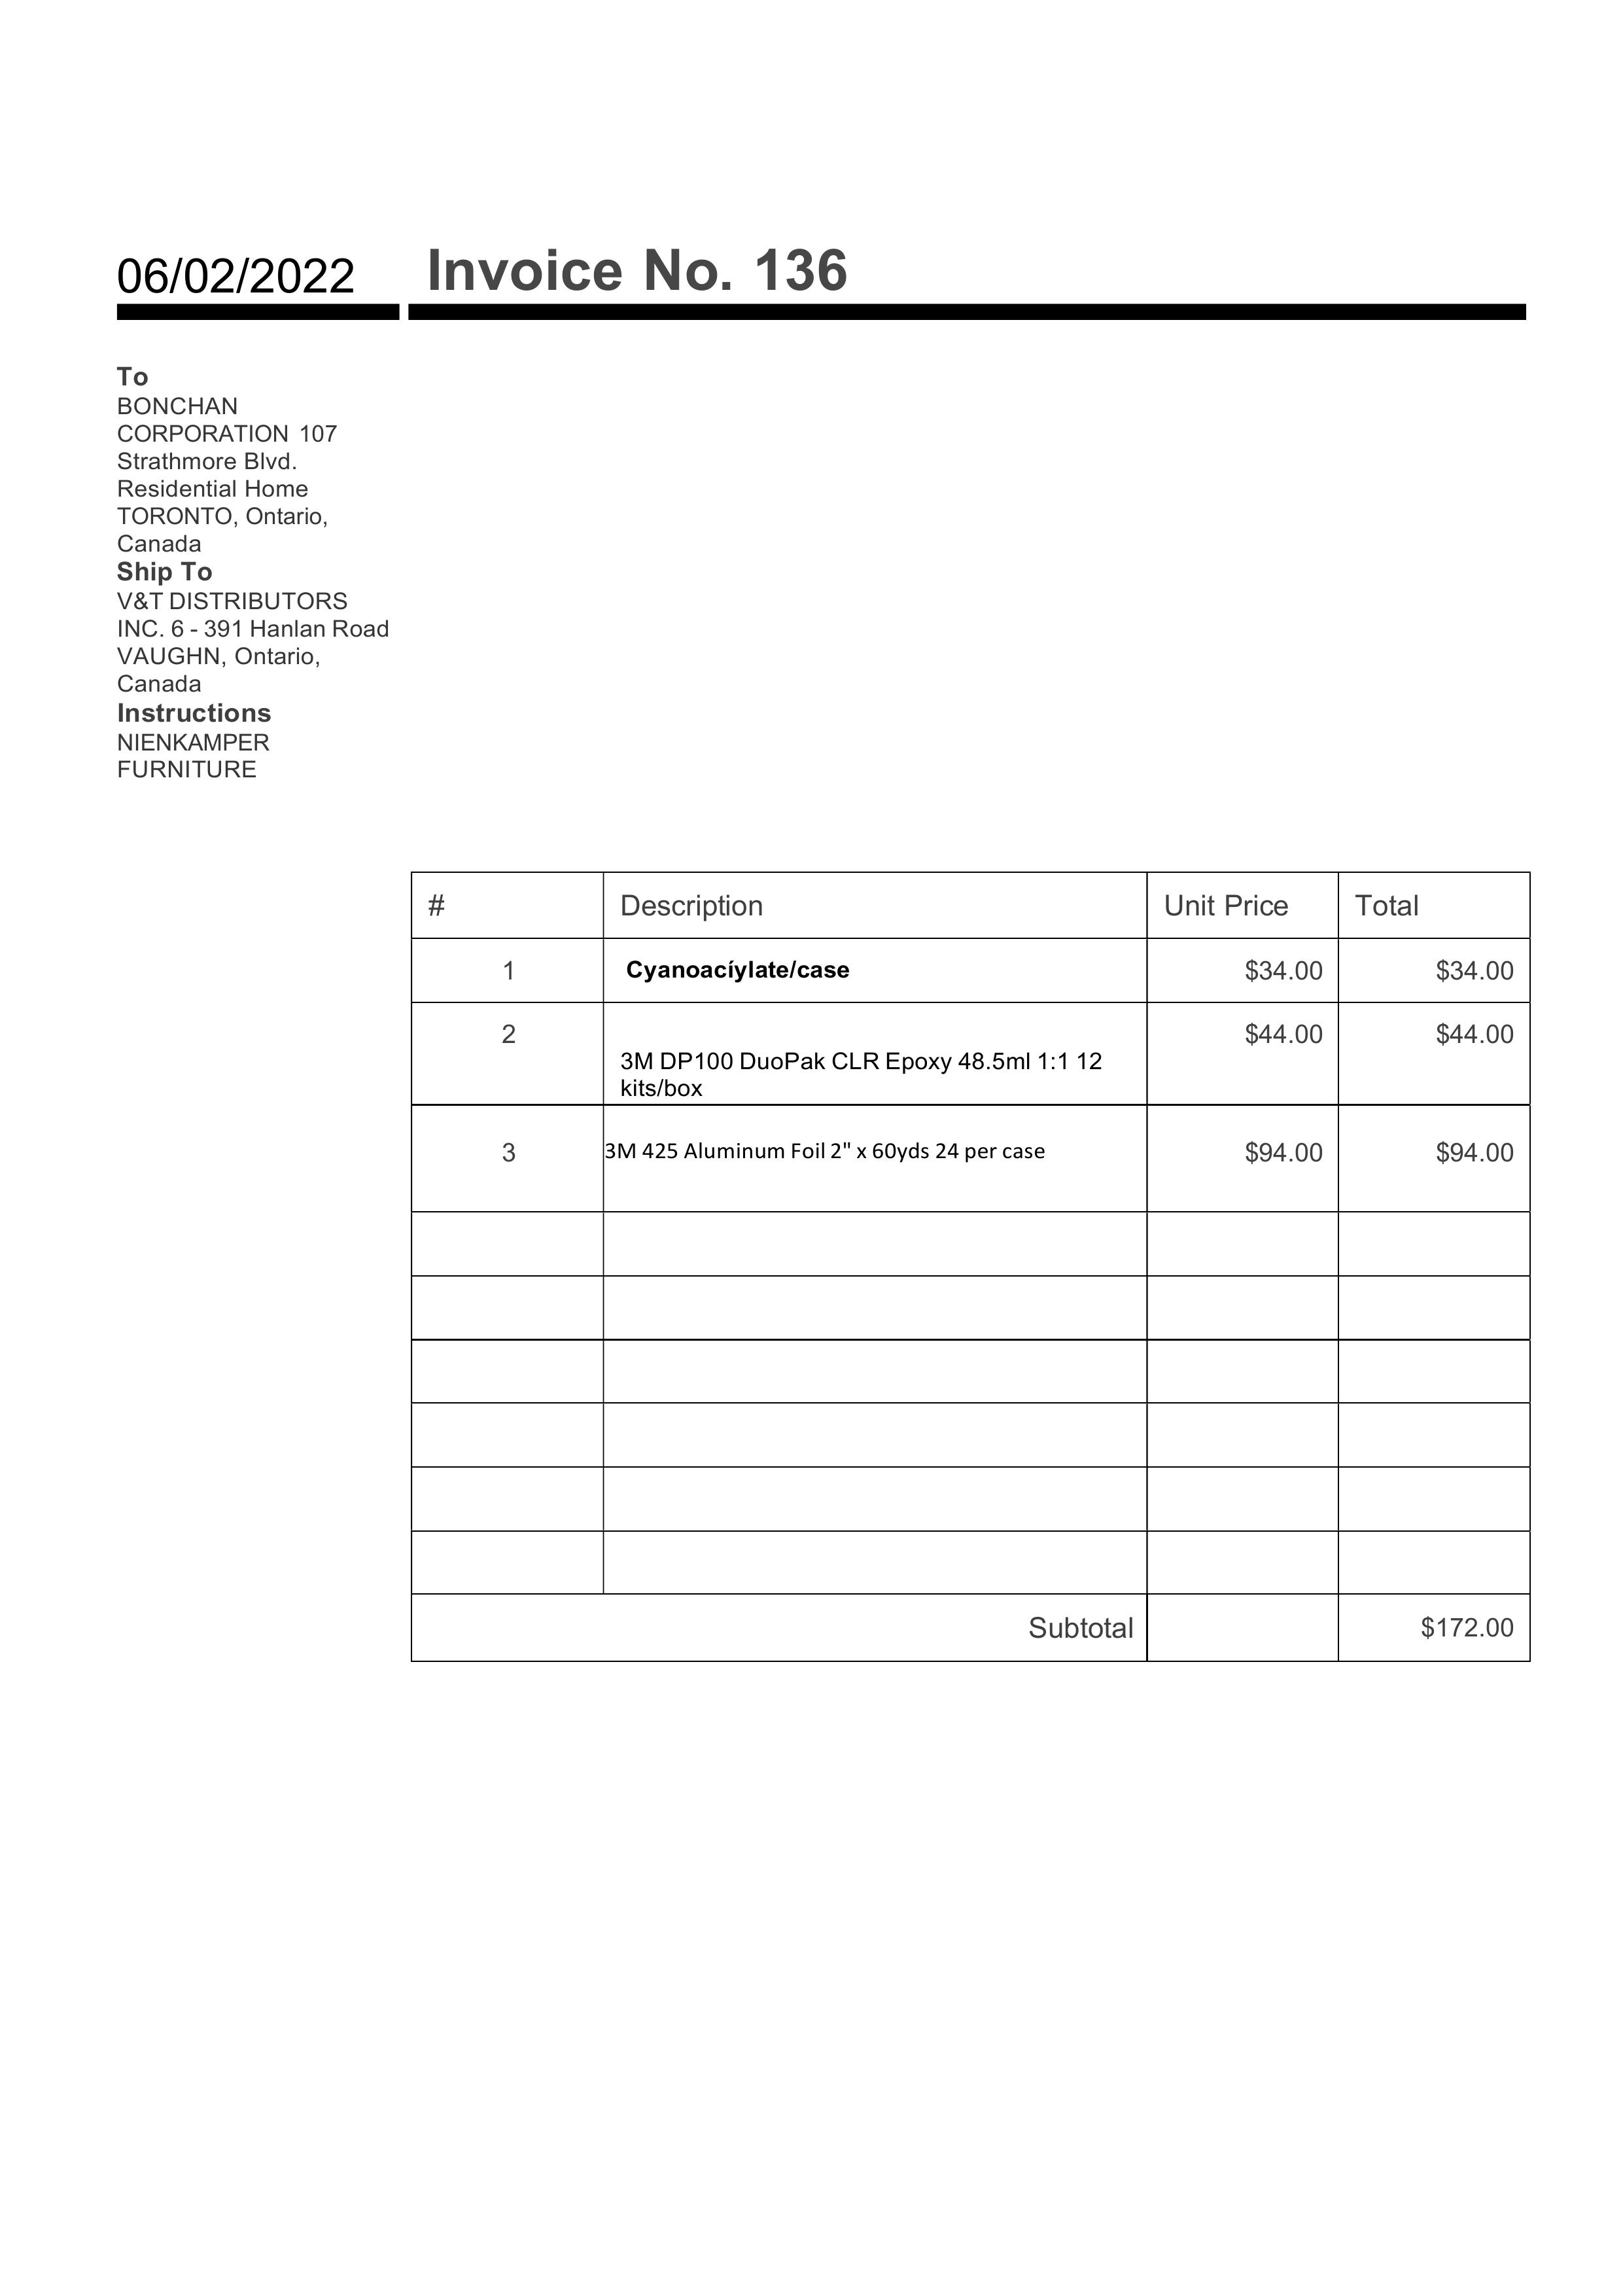 06/02/2022 Invoice No. 136
To
BONCHAN
CORPORATION 107
Strathmore Blvd.
Residential Home
TORONTO, Ontario,
Canada
Ship To
V&T DISTRIBUTORS
INC. 6 - 391 Hanlan Road
VAUGHN, Ontario,
Canada
Instructions
NIENKAMPER
FURNITURE
# Description Unit Price Total
1 Cyanoacíylate/case $34.00 $34.00
2 $44.00 $44.00
3M DP100 DuoPak CLR Epoxy 48.5ml 1:1 12
kits/box
3 3M 425 Aluminum Foil 2" x 60yds 24 per case $94.00 $94.00
Subtotal $172.00